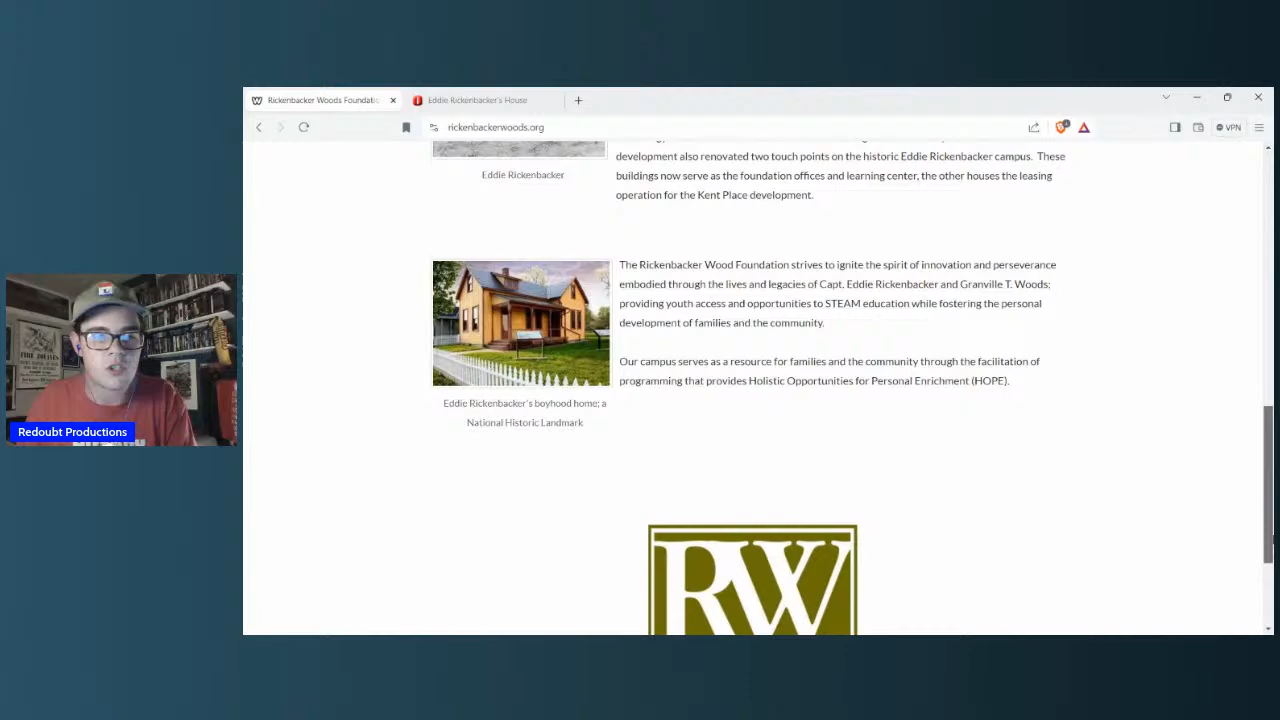 Rickenbacker Woods Foundatio
Eddie Rickenbacker's House
rickenbackerwoods.org
VPN
development also renovated two touch points on the historic Eddie Rickenbacker campus. These
Eddie Rickenbacker
buildings now serve as the foundation offices and learning center, the other houses the leasing
operation for the Kent Place development.
The Rickenbacker Wood Foundation strives to ignite the spirit of innovation and perseverance
embodied through the lives and legacies of Capt. Eddie Rickenbacker and Granville T. Woods;
providing youth access and opportunities to STEAM education while fostering the personal
development of families and the community.
Our campus serves as a resource for families and the community through the facilitation of
programming that provides Holistic Opportunities for Personal Enrichment (HOPE).
Eddie Rickenbacker's boyhood home; a
National Historic Landmark
RW
Redoubt Productions